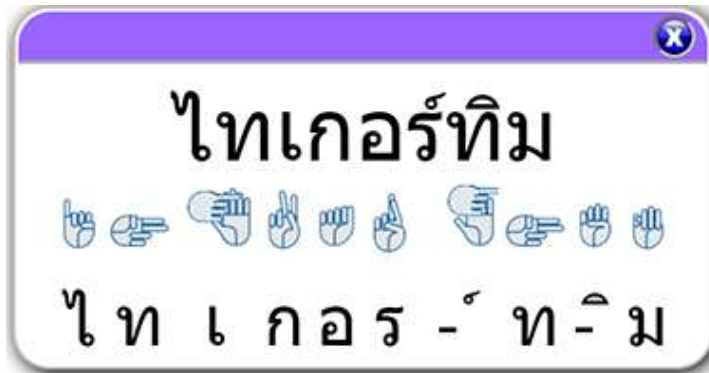 ไทเกอร์ทิม
ไ ท เ ก อ ร -์ ท -ิ ม